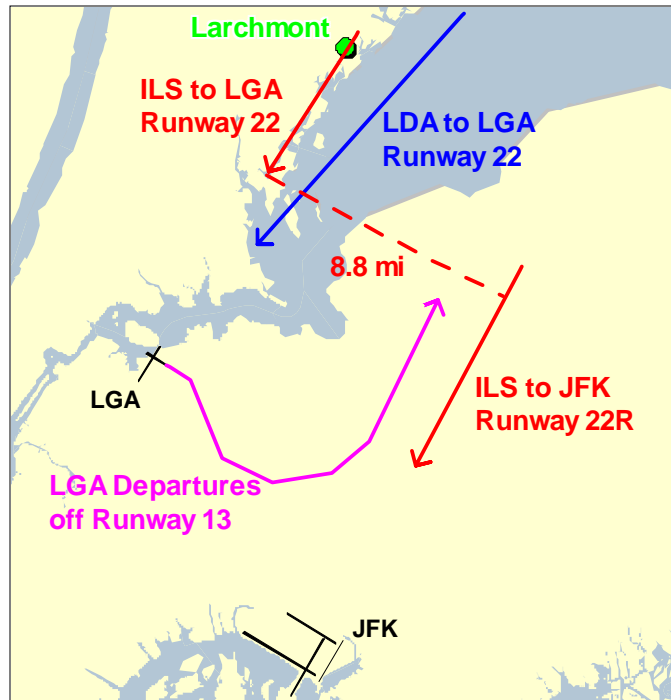 Larchmont
ILS to LGA
Runway 22
LDA to LGA
Runway 22
8.8 mi
LGA
ILS to JFK
Runway 22R
LGA Departures
off Runway 13
JFK